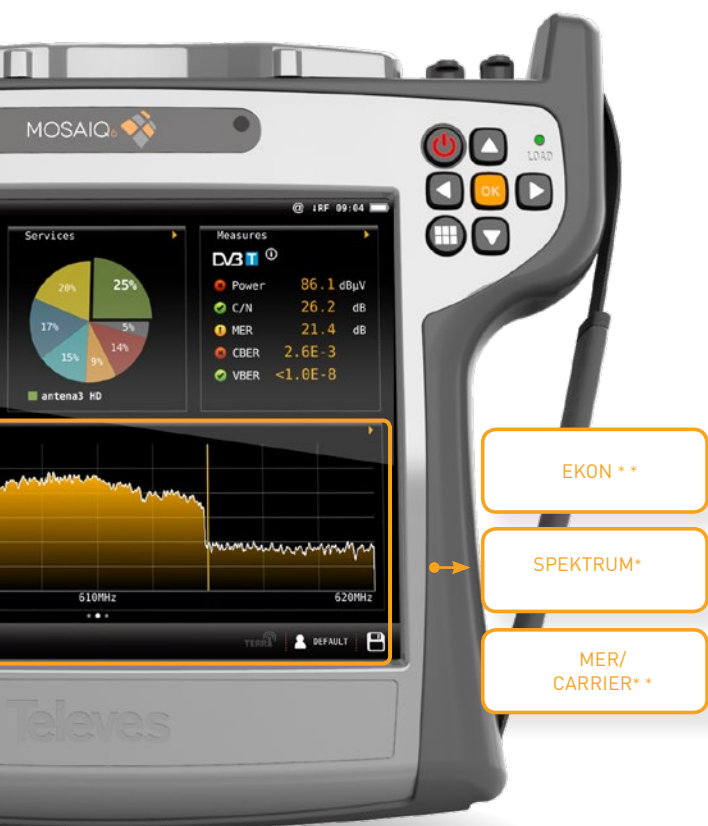 MOSAIQ6
LOAD
OK
@ ↓RF 09:04
Services
25%
20%
17%
5%
14%
15%
9%
antena3 HD
Measures
DVB T
Power 86.1 dBµV
C/N 26.2 dB
MER 21.4 dB
CBER 2.6E-3
VBER <1.0E-8
610MHz
620MHz
TERR
DEFAULT
Televes
EKON * *
SPEKTRUM*
MER/
CARRIER* *